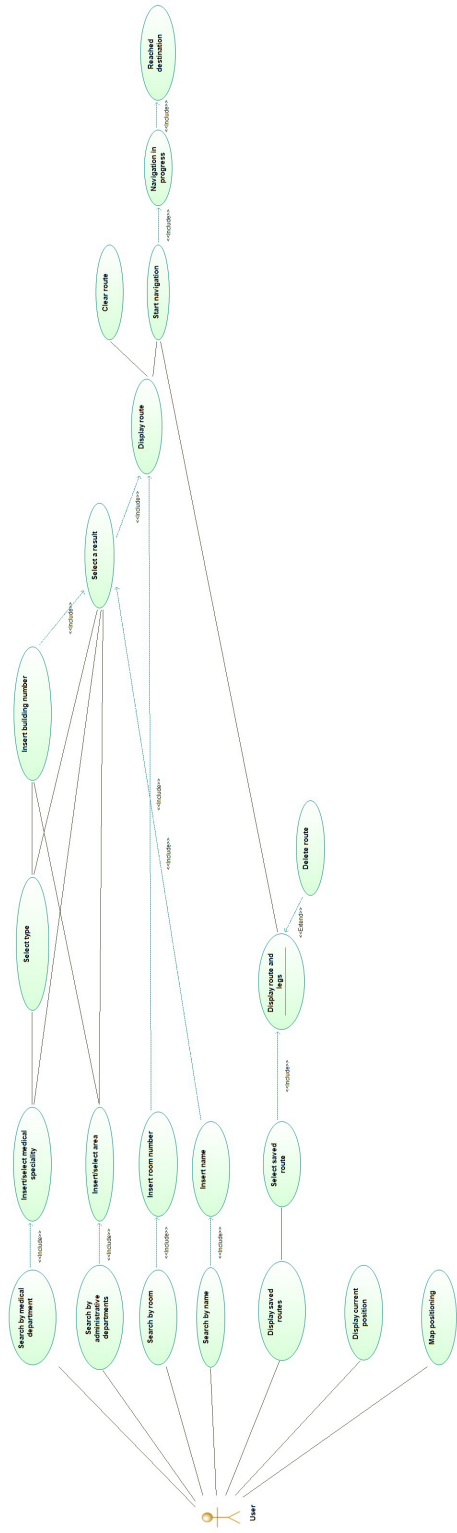 User
Search by medical
department
Search by
administrative
departments
Search by room
Search by name
Display saved
routes
Display current
position
Map positioning
<<Include>>
<<Include>>
<<Include>>
<<Include>>
Insert/select medical
speciality
Insert/select area
Insert room number
Insert name
Select saved
route
<<Include>>
Select type
Display route and
legs
<<Extend>>
Delete route
Insert building number
<<Include>>
<<Include>>
<<Include>>
Select a result
<<Include>>
Display route
Clear route
Start navigation
<<Include>>
Navigation in
progress
<<Include>>
Reached
destination